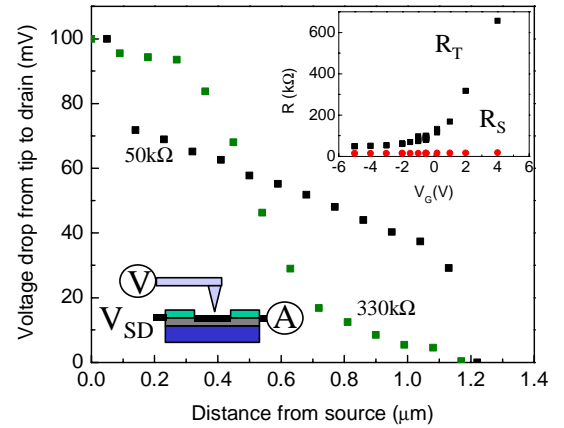 Voltage drop from tip to drain (mV)
100
80
60
40
20
0
0.0 0.2 0.4 0.6 0.8 1.0 1.2 1.4
Distance from source (μm)
50kΩ
330kΩ
V
V_SD
A
R (kΩ)
600
400
200
0
-6 -4 -2 0 2 4 6
V_G(V)
R_T
R_S